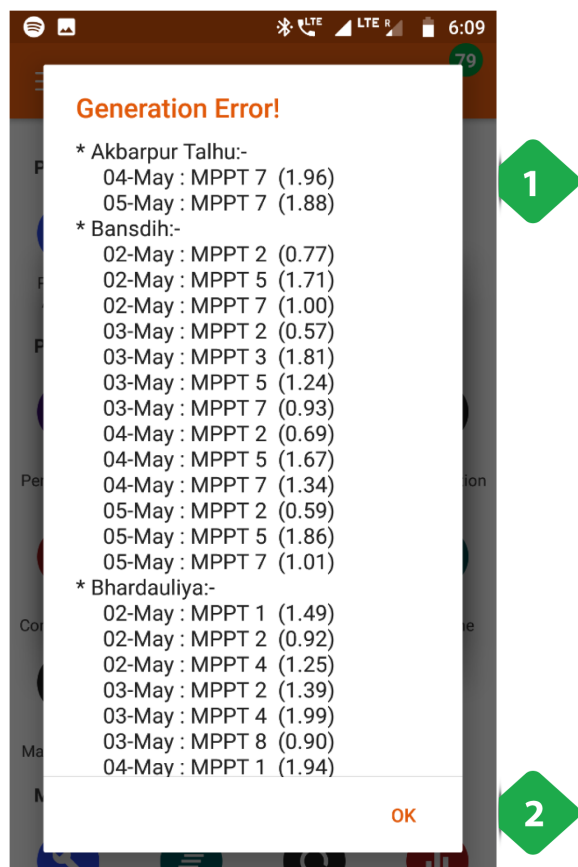 LTE LTE R 6:09
79
Generation Error!
* Akbarpur Talhu:-
04-May : MPPT 7 (1.96)
05-May : MPPT 7 (1.88)
* Bansdih:-
02-May : MPPT 2 (0.77)
02-May : MPPT 5 (1.71)
02-May : MPPT 7 (1.00)
03-May : MPPT 2 (0.57)
03-May : MPPT 3 (1.81)
03-May : MPPT 5 (1.24)
03-May : MPPT 7 (0.93)
04-May : MPPT 2 (0.69)
04-May : MPPT 5 (1.67)
04-May : MPPT 7 (1.34)
05-May : MPPT 2 (0.59)
05-May : MPPT 5 (1.86)
05-May : MPPT 7 (1.01)
* Bhardauliya:-
02-May : MPPT 1 (1.49)
02-May : MPPT 2 (0.92)
02-May : MPPT 4 (1.25)
03-May : MPPT 2 (1.39)
03-May : MPPT 4 (1.99)
03-May : MPPT 8 (0.90)
04-May : MPPT 1 (1.94)
OK
1
2